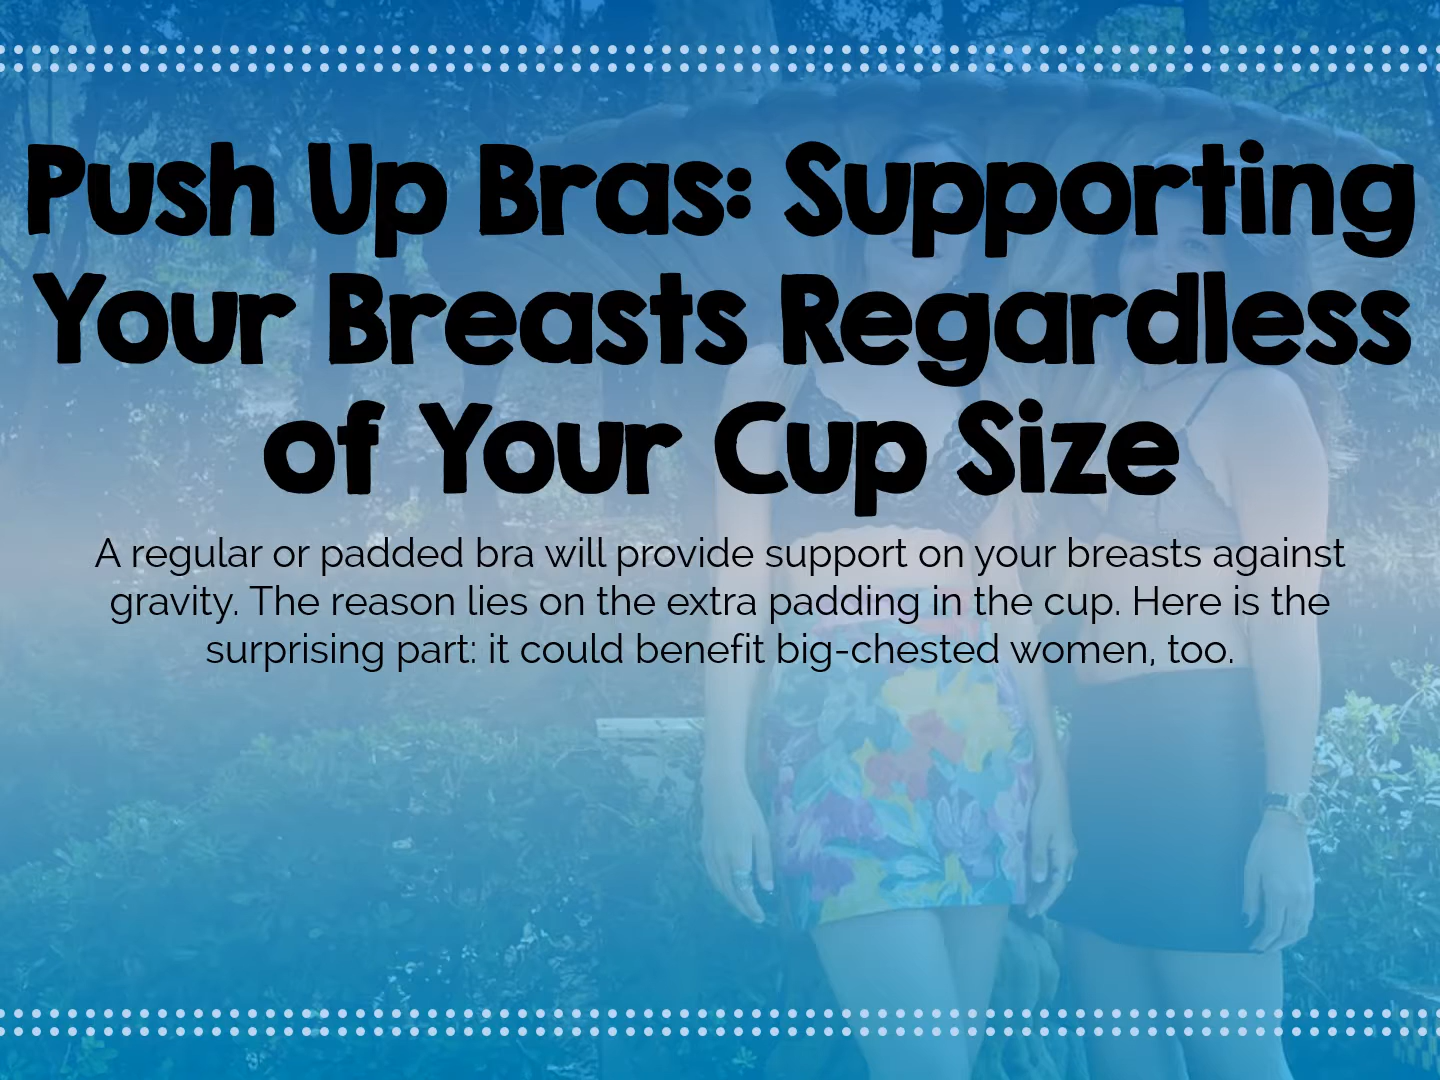 Push Up Bras: Supporting
Your Breasts Regardless
of Your Cup Size
A regular or padded bra will provide support on your breasts against
gravity. The reason lies on the extra padding in the cup. Here is the
surprising part: it could benefit big-chested women, too.